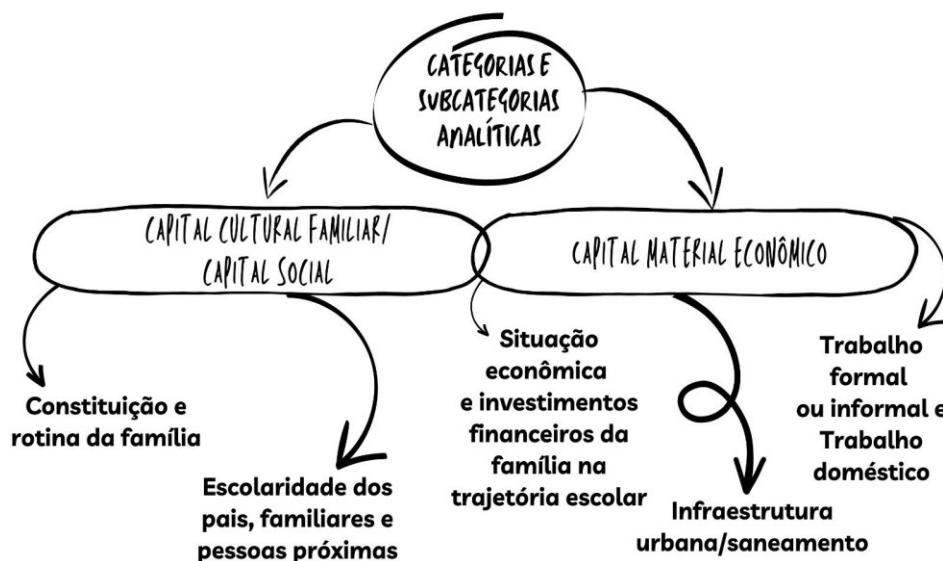 CATEGORIAS E
SUBCATEGORIAS
ANALÍTICAS
CAPITAL CULTURAL FAMILIAR/
CAPITAL SOCIAL
CAPITAL MATERIAL ECONÔMICO
Constituição e
rotina da família
Escolaridade dos
pais, familiares e
pessoas próximas
Situação
econômica
e investimentos
financeiros da
família na
trajetória escolar
Infraestrutura
urbana/saneamento
Trabalho
formal
ou informal e
Trabalho
doméstico